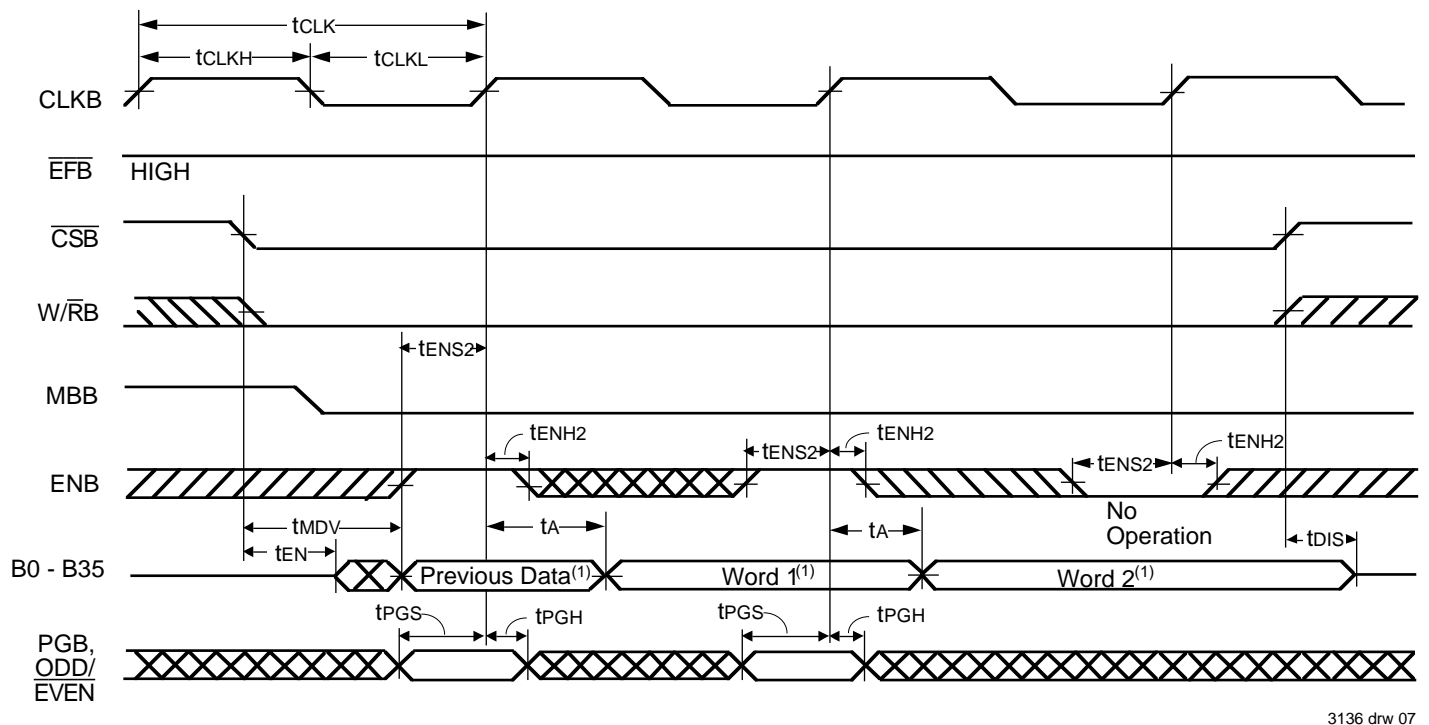 tCLK
tCLKH
tCLKL
CLKB
EFB
HIGH
CSB
W/RB
tENS2
MBB
tENH2
tENS2
tENH2
tENS2
tENH2
ENB
No
Operation
tMDV
tA
tA
tEN
tDIS
B0 - B35
Previous Data(1)
Word 1(1)
Word 2(1)
tPGS
tPGH
tPGS
tPGH
PGB,
ODD/
EVEN
3136 drw 07